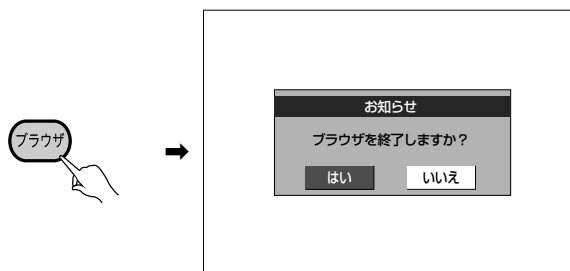 ブラウザ
お知らせ
ブラウザを終了しますか？
はい
いいえ